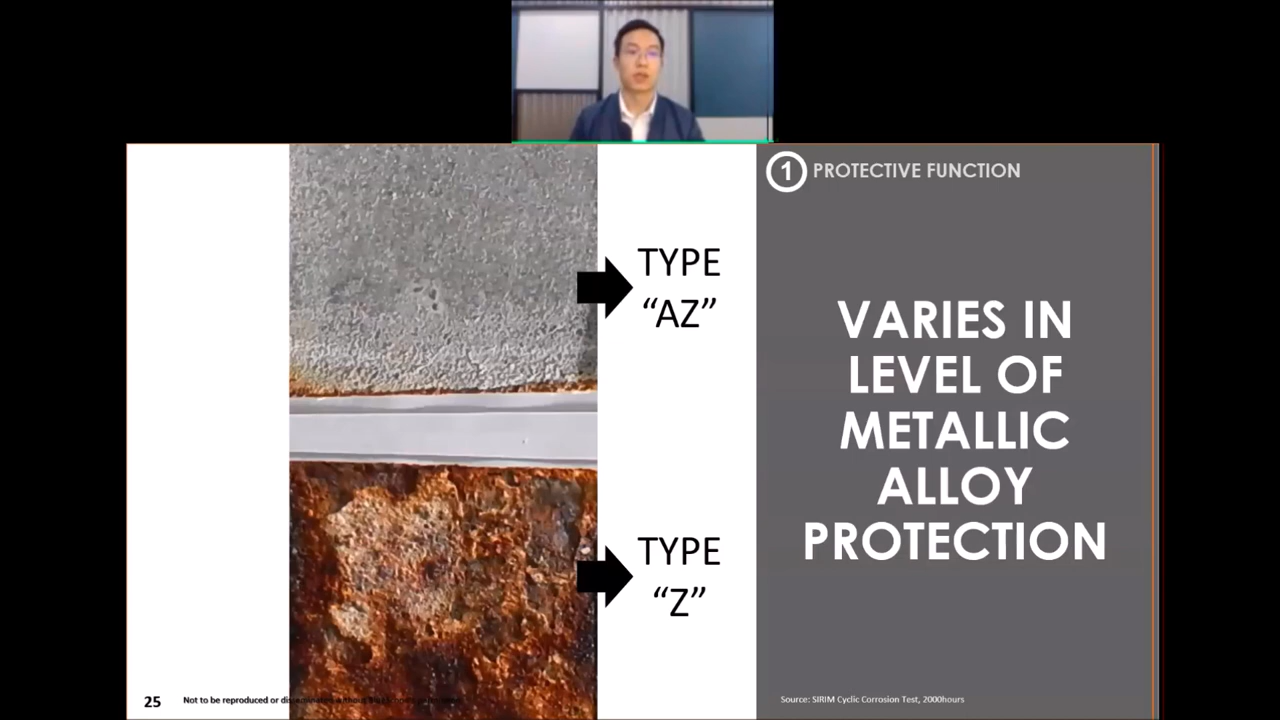 1 PROTECTIVE FUNCTION
TYPE
“AZ”
TYPE
“Z”
VARIES IN
LEVEL OF
METALLIC
ALLOY
PROTECTION
25 Not to be reproduced or
Source: SIRIM Cyclic Corrosion Test, 2000hours